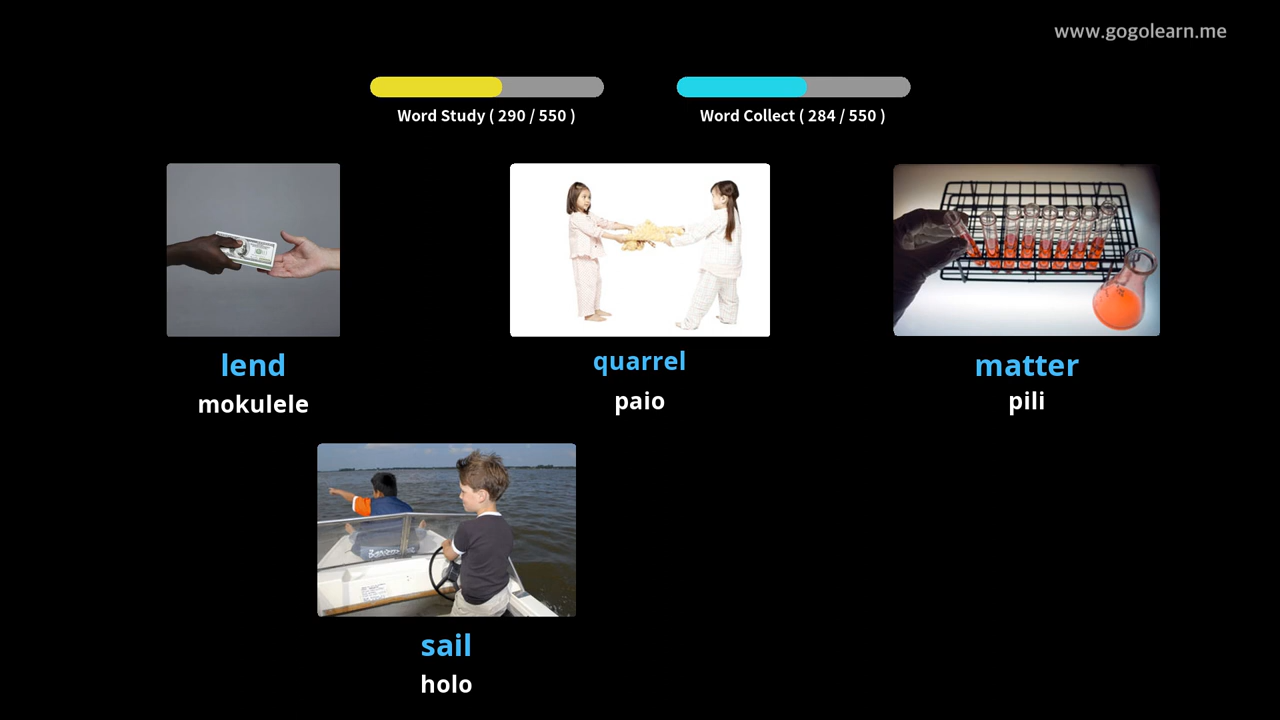 www.gogolearn.me
Word Study ( 290 / 550 )
Word Collect ( 284 / 550 )
lend
mokulele
quarrel
paio
matter
pili
sail
holo